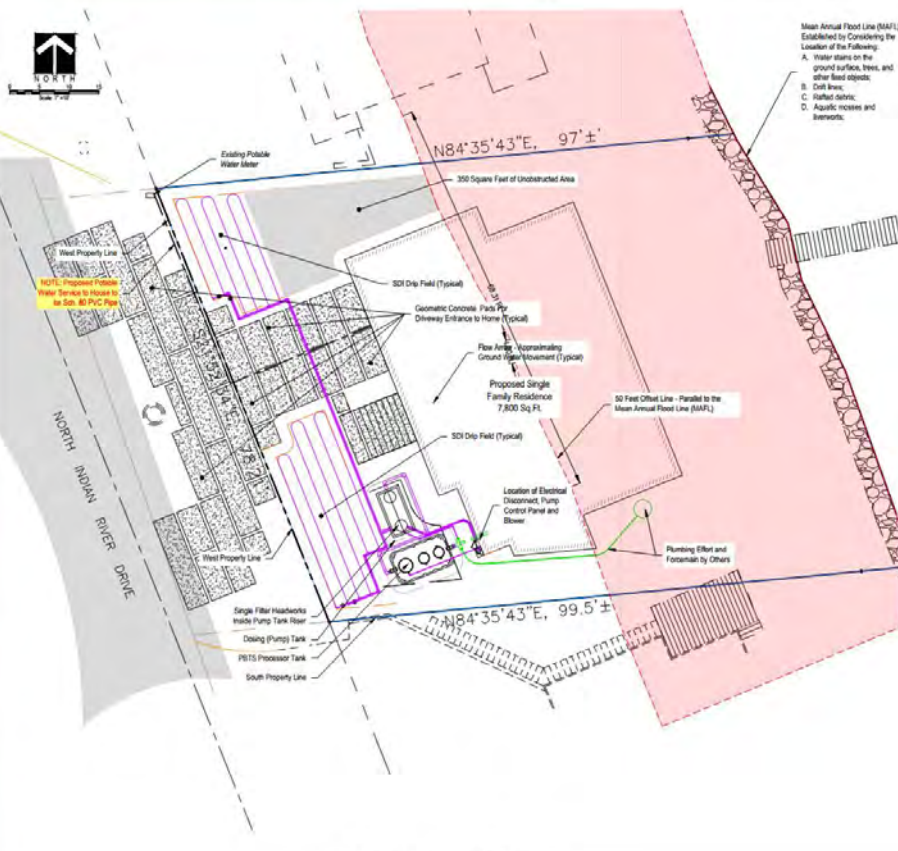 Mean Annual Flood Line (MAFL)
Established by Considering the
Location of the Following:
A. Water stains on the
ground surface, trees, and
other fixed objects;
B. Drift lines;
C. Rafted debris;
D. Aquatic mosses and
liverworts;
NORTH
Scale: 1" =10'
N84°35'43"E, 97'±
Existing Potable
Water Meter
350 Square Feet of Unobstructed Area
West Property Line
NOTE: Proposed Potable
Water Service to House to
be Sch. 80 PVC Pipe
SDI Drip Field (Typical)
Geometric Concrete Pads For
Driveway Entrance to Home (Typical)
Flow Arrow - Approximating
Ground Water Movement (Typical)
Proposed Single
Family Residence
7,800 Sq.Ft.
50 Feet Offset Line - Parallel to the
Mean Annual Flood Line (MAFL)
SDI Drip Field (Typical)
NORTH INDIAN RIVER DRIVE
Location of Electrical
Disconnect, Pump
Control Panel and
Blower
West Property Line
Plumbing Effort and
Forcemain by Others
Single Filter Headworks
Inside Pump Tank Riser
Dosing (Pump) Tank
PBTS Processor Tank
South Property Line
N84°35'43"E, 99.5'±